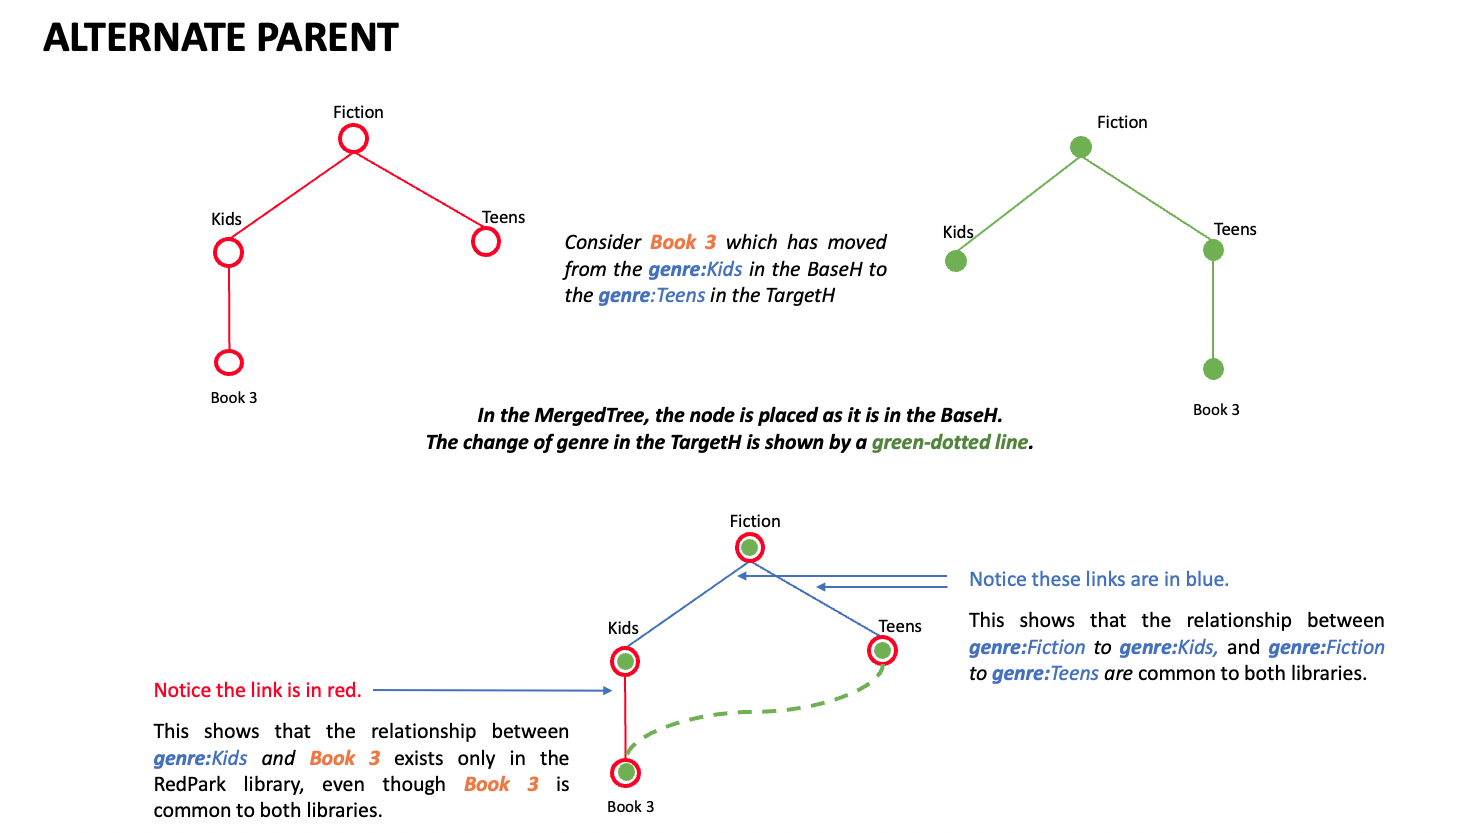 ALTERNATE PARENT
Fiction
Kids
Teens
Book 3
Consider Book 3 which has moved
from the genre:Kids in the BaseH to
the genre:Teens in the TargetH
Fiction
Kids
Teens
Book 3
In the MergedTree, the node is placed as it is in the BaseH.
The change of genre in the TargetH is shown by a green-dotted line.
Fiction
Kids
Teens
Book 3
Notice these links are in blue.
This shows that the relationship between
genre:Fiction to genre:Kids, and genre:Fiction
to genre:Teens are common to both libraries.
Notice the link is in red.
This shows that the relationship between
genre:Kids and Book 3 exists only in the
RedPark library, even though Book 3 is
common to both libraries.